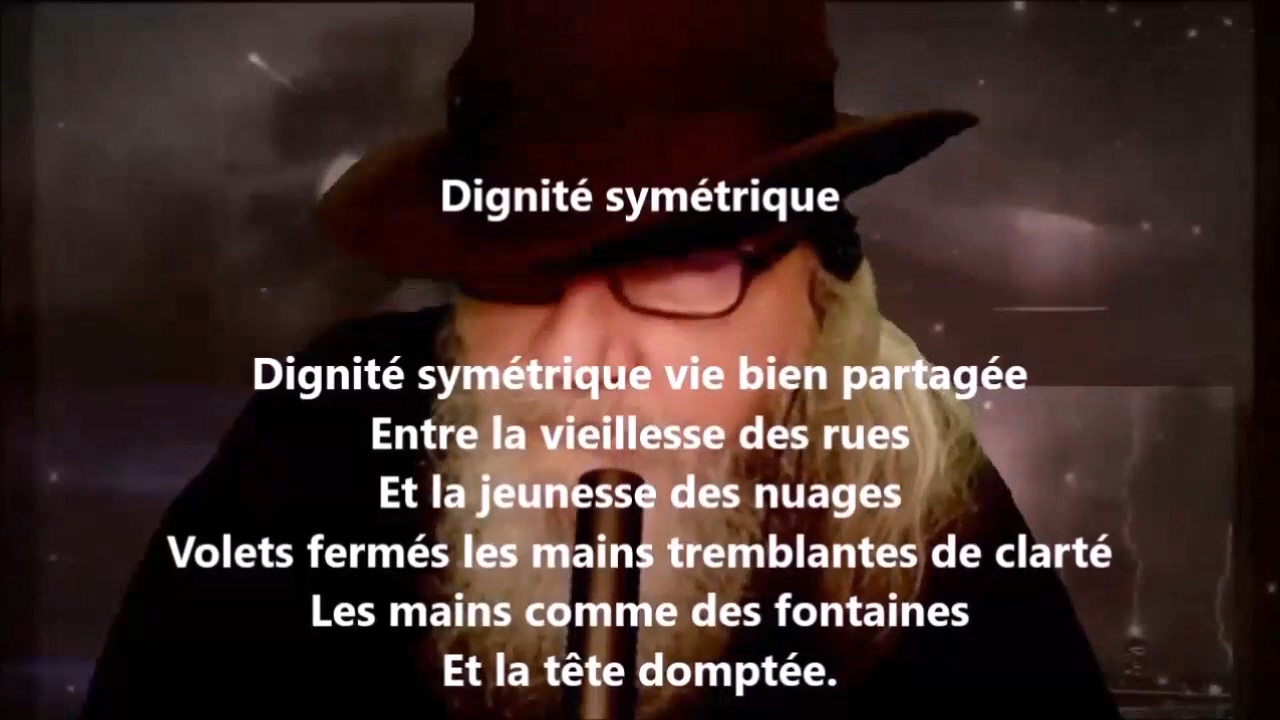 Dignité symétrique
Dignité symétrique vie bien partagée
Entre la vieillesse des rues
Et la jeunesse des nuages
Volets fermés les mains tremblantes de clarté
Les mains comme des fontaines
Et la tête domptée.